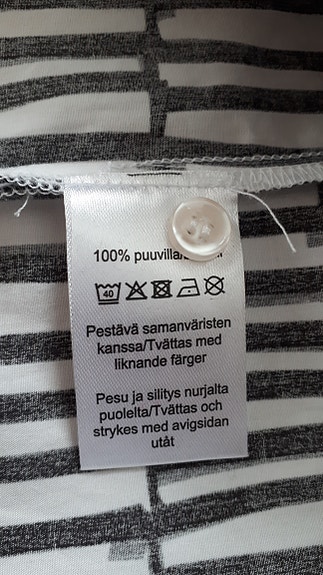 100% puuvilla
40
Pestävä samanväristen
kanssa/Tvättas med
liknande färger
Pesu ja silitys nurjalta
puolelta/Tvättas och
strykes med avigsidan
utåt